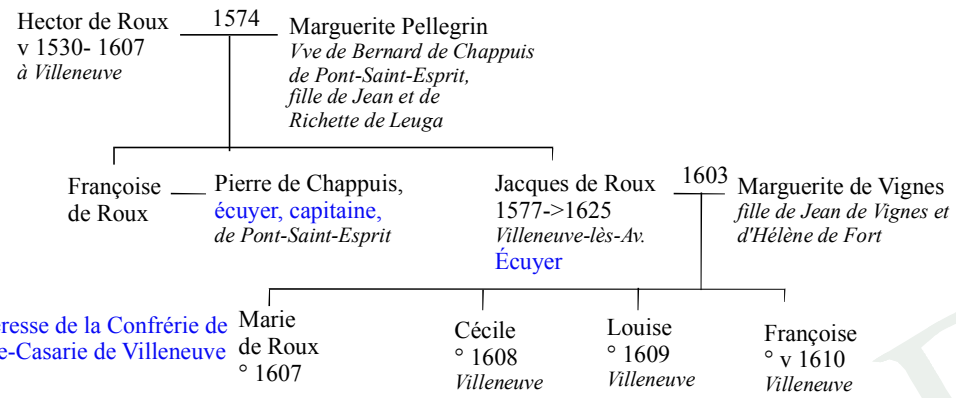 Hector de Roux
v 1530- 1607
à Villeneuve
1574
Marguerite Pellegrin
Vve de Bernard de Chappuis
de Pont-Saint-Esprit,
fille de Jean et de
Richette de Leuga
Françoise
de Roux
Pierre de Chappuis,
écuyer, capitaine,
de Pont-Saint-Esprit
Jacques de Roux
1577->1625
Villeneuve-lès-Av.
Écuyer
1603
Marguerite de Vignes
fille de Jean de Vignes et
d'Hélène de Fort
de la Confrérie de
-Casarie de Villeneuve
Marie
de Roux
° 1607
Cécile
° 1608
Villeneuve
Louise
° 1609
Villeneuve
Françoise
° v 1610
Villeneuve